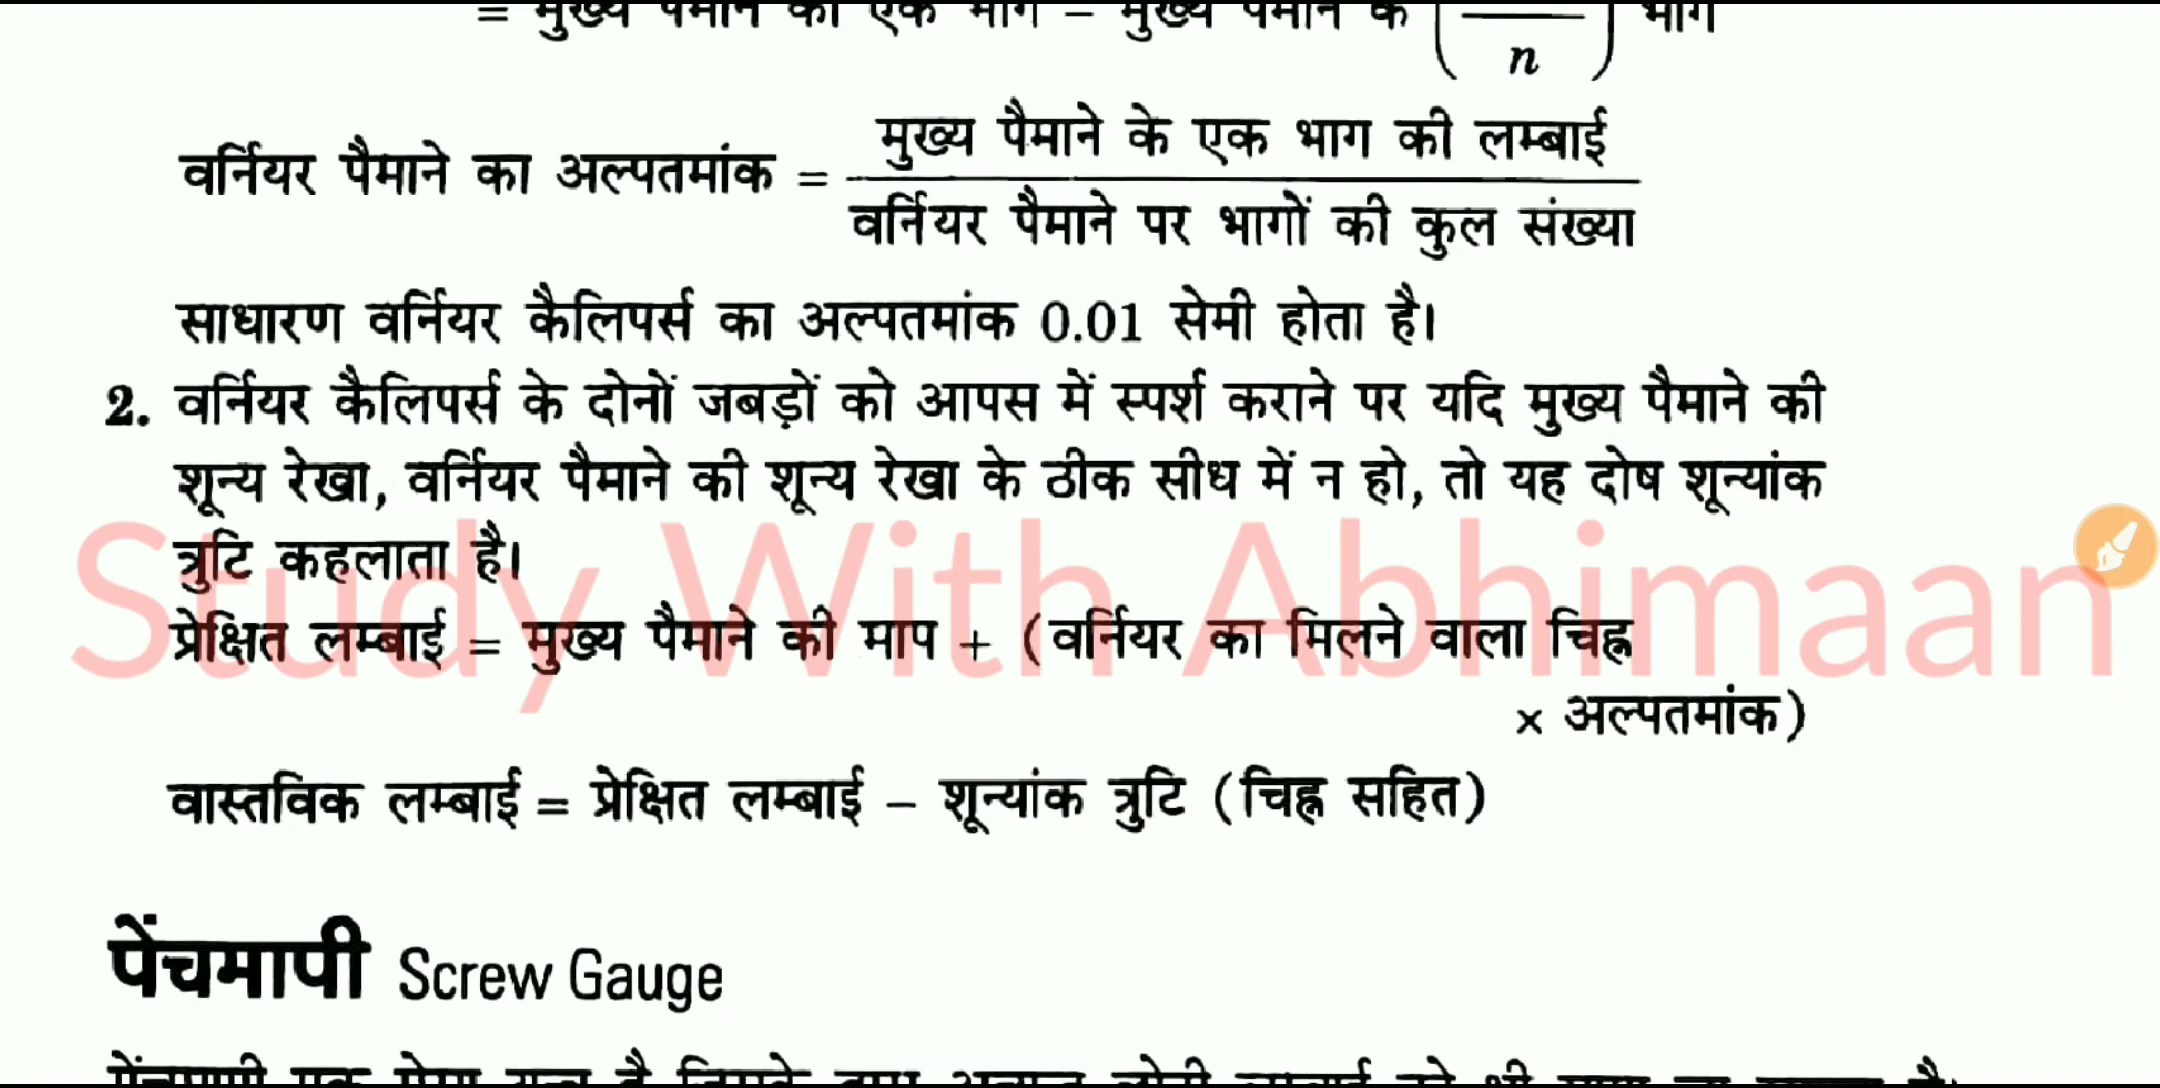 = मुख्य पैमाने का एक भाग − मुख्य पैमाने के ( / n ) भाग
वर्नियर पैमाने का अल्पतमांक = मुख्य पैमाने के एक भाग की लम्बाई
वर्नियर पैमाने पर भागों की कुल संख्या
साधारण वर्नियर कैलिपर्स का अल्पतमांक 0.01 सेमी होता है।
2. वर्नियर कैलिपर्स के दोनों जबड़ों को आपस में स्पर्श कराने पर यदि मुख्य पैमाने की
शून्य रेखा, वर्नियर पैमाने की शून्य रेखा के ठीक सीध में न हो, तो यह दोष शून्यांक
त्रुटि कहलाता है।
Study With Abhimaan
प्रेक्षित लम्बाई = मुख्य पैमाने की माप + (वर्नियर का मिलने वाला चिह्न
× अल्पतमांक)
वास्तविक लम्बाई = प्रेक्षित लम्बाई − शून्यांक त्रुटि (चिह्न सहित)
पेंचमापी Screw Gauge